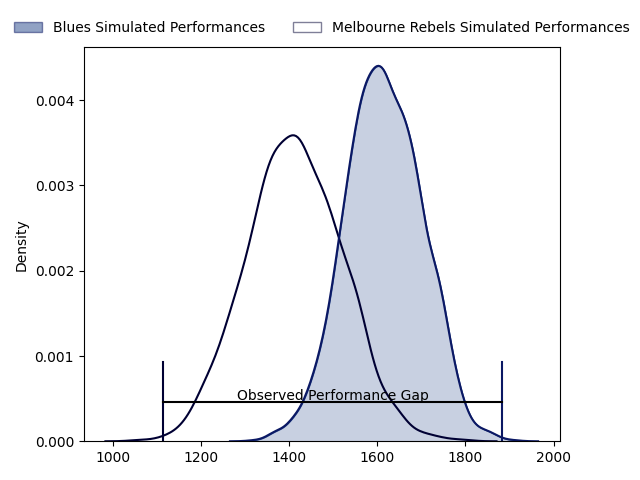 Blues Simulated Performances
Melbourne Rebels Simulated Performances
Density
0.004
0.003
0.002
0.001
0.000
Observed Performance Gap
1000 1200 1400 1600 1800 2000